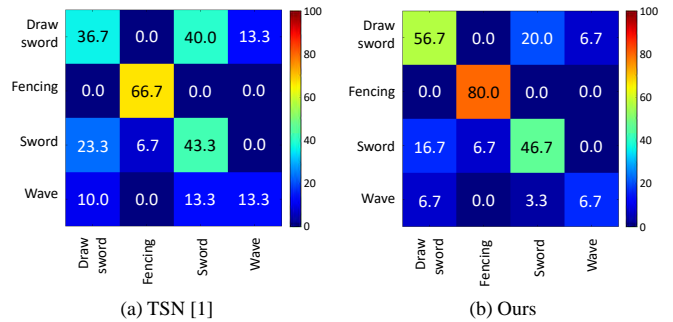 Draw
sword
36.7 0.0 40.0 13.3
Fencing
0.0 66.7 0.0 0.0
Sword
23.3 6.7 43.3 0.0
Wave
10.0 0.0 13.3 13.3
Draw
sword
Fencing
Sword
Wave
100
80
60
40
20
0
(a) TSN [1]
Draw
sword
56.7 0.0 20.0 6.7
Fencing
0.0 80.0 0.0 0.0
Sword
16.7 6.7 46.7 0.0
Wave
6.7 0.0 3.3 6.7
Draw
sword
Fencing
Sword
Wave
100
80
60
40
20
0
(b) Ours